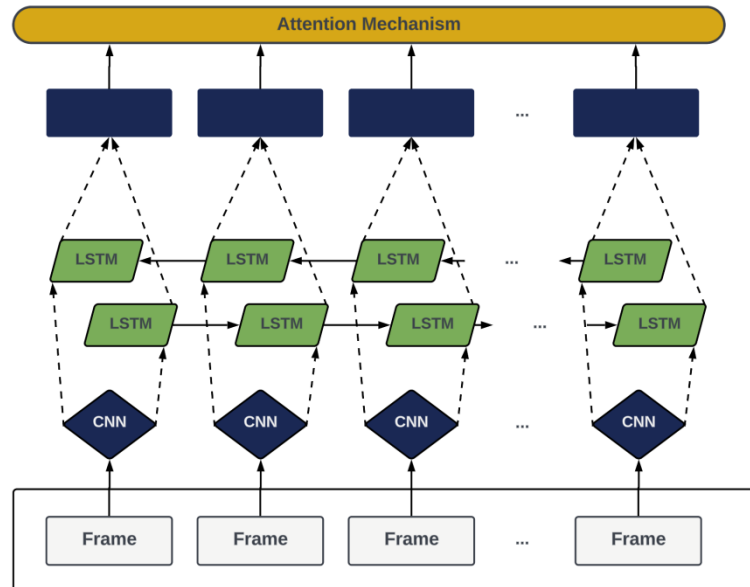 Attention Mechanism
...
LSTM LSTM LSTM ... LSTM
LSTM LSTM LSTM ... LSTM
CNN CNN CNN ... CNN
Frame Frame Frame ... Frame